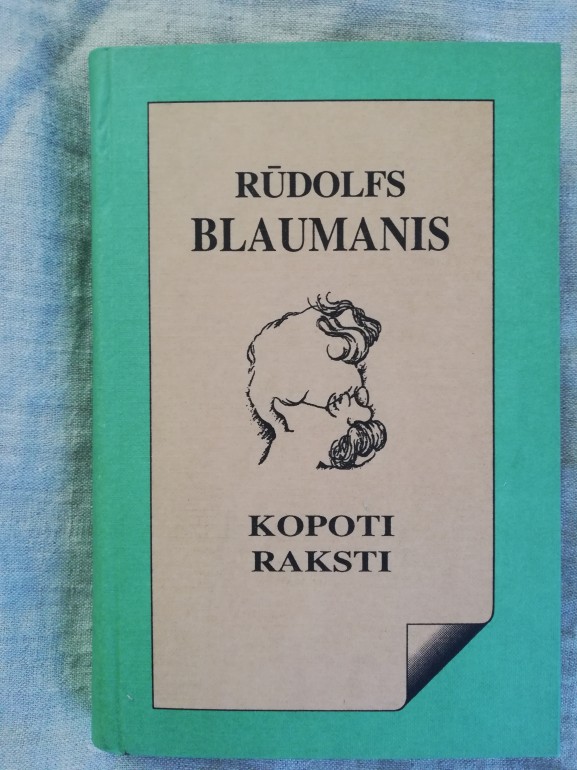 RŪDOLFS
BLAUMANIS
KOPOTI
RAKSTI